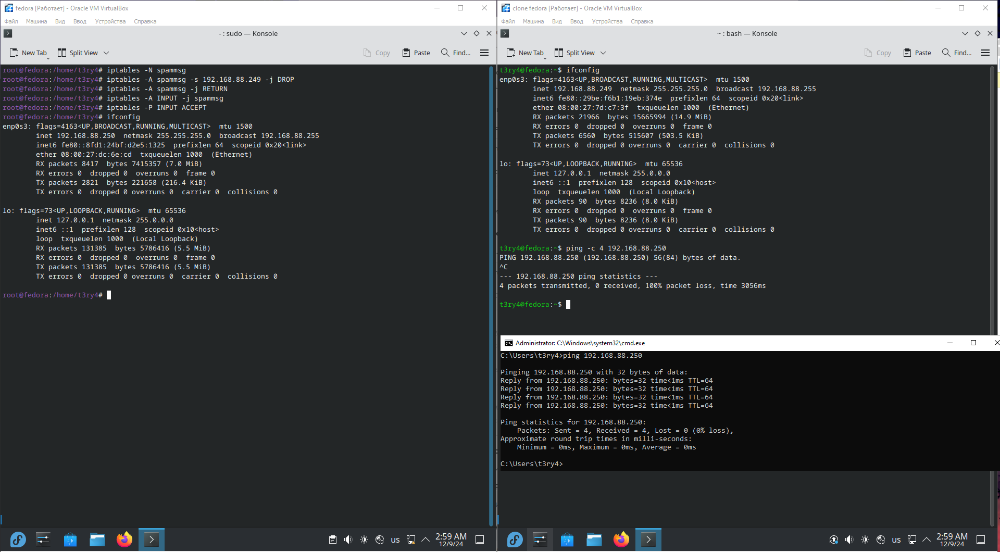 fedora [Работает] - Oracle VM VirtualBox
Файл Машина Вид Ввод Устройства Справка
- : sudo — Konsole
New Tab Split View Copy Paste Find...
root@fedora:/home/t3ry4# iptables -N spammsg
root@fedora:/home/t3ry4# iptables -A spammsg -s 192.168.88.249 -j DROP
root@fedora:/home/t3ry4# iptables -A spammsg -j RETURN
root@fedora:/home/t3ry4# iptables -A INPUT -j spammsg
root@fedora:/home/t3ry4# iptables -P INPUT ACCEPT
root@fedora:/home/t3ry4# ifconfig
enp0s3: flags=4163<UP,BROADCAST,RUNNING,MULTICAST>  mtu 1500
        inet 192.168.88.250  netmask 255.255.255.0  broadcast 192.168.88.255
        inet6 fe80::8fd1:24bf:d2e5:1325  prefixlen 64  scopeid 0x20<link>
        ether 08:00:27:dc:6e:cd  txqueuelen 1000  (Ethernet)
        RX packets 8417  bytes 7415357 (7.0 MiB)
        RX errors 0  dropped 0  overruns 0  frame 0
        TX packets 2821  bytes 221658 (216.4 KiB)
        TX errors 0  dropped 0 overruns 0  carrier 0  collisions 0
lo: flags=73<UP,LOOPBACK,RUNNING>  mtu 65536
        inet 127.0.0.1  netmask 255.0.0.0
        inet6 ::1  prefixlen 128  scopeid 0x10<host>
        loop  txqueuelen 1000  (Local Loopback)
        RX packets 131385  bytes 5786416 (5.5 MiB)
        RX errors 0  dropped 0  overruns 0  frame 0
        TX packets 131385  bytes 5786416 (5.5 MiB)
        TX errors 0  dropped 0 overruns 0  carrier 0  collisions 0
root@fedora:/home/t3ry4#
us 2:59 AM
12/9/24
clone fedora [Работает] - Oracle VM VirtualBox
Файл Машина Вид Ввод Устройства Справка
~ : bash — Konsole
New Tab Split View Copy Paste Find...
t3ry4@fedora:~$ ifconfig
enp0s3: flags=4163<UP,BROADCAST,RUNNING,MULTICAST>  mtu 1500
        inet 192.168.88.249  netmask 255.255.255.0  broadcast 192.168.88.255
        inet6 fe80::29be:f6b1:19eb:374e  prefixlen 64  scopeid 0x20<link>
        ether 08:00:27:7d:c7:3f  txqueuelen 1000  (Ethernet)
        RX packets 21966  bytes 15665994 (14.9 MiB)
        RX errors 0  dropped 0  overruns 0  frame 0
        TX packets 6560  bytes 515607 (503.5 KiB)
        TX errors 0  dropped 0 overruns 0  carrier 0  collisions 0
lo: flags=73<UP,LOOPBACK,RUNNING>  mtu 65536
        inet 127.0.0.1  netmask 255.0.0.0
        inet6 ::1  prefixlen 128  scopeid 0x10<host>
        loop  txqueuelen 1000  (Local Loopback)
        RX packets 90  bytes 8236 (8.0 KiB)
        RX errors 0  dropped 0  overruns 0  frame 0
        TX packets 90  bytes 8236 (8.0 KiB)
        TX errors 0  dropped 0 overruns 0  carrier 0  collisions 0
t3ry4@fedora:~$ ping -c 4 192.168.88.250
PING 192.168.88.250 (192.168.88.250) 56(84) bytes of data.
^C
--- 192.168.88.250 ping statistics ---
4 packets transmitted, 0 received, 100% packet loss, time 3056ms
t3ry4@fedora:~$
Administrator: C:\Windows\system32\cmd.exe
C:\Users\t3ry4>ping 192.168.88.250
Pinging 192.168.88.250 with 32 bytes of data:
Reply from 192.168.88.250: bytes=32 time<1ms TTL=64
Reply from 192.168.88.250: bytes=32 time<1ms TTL=64
Reply from 192.168.88.250: bytes=32 time<1ms TTL=64
Reply from 192.168.88.250: bytes=32 time<1ms TTL=64
Ping statistics for 192.168.88.250:
    Packets: Sent = 4, Received = 4, Lost = 0 (0% loss),
Approximate round trip times in milli-seconds:
    Minimum = 0ms, Maximum = 0ms, Average = 0ms
C:\Users\t3ry4>
us 2:59 AM
12/9/24